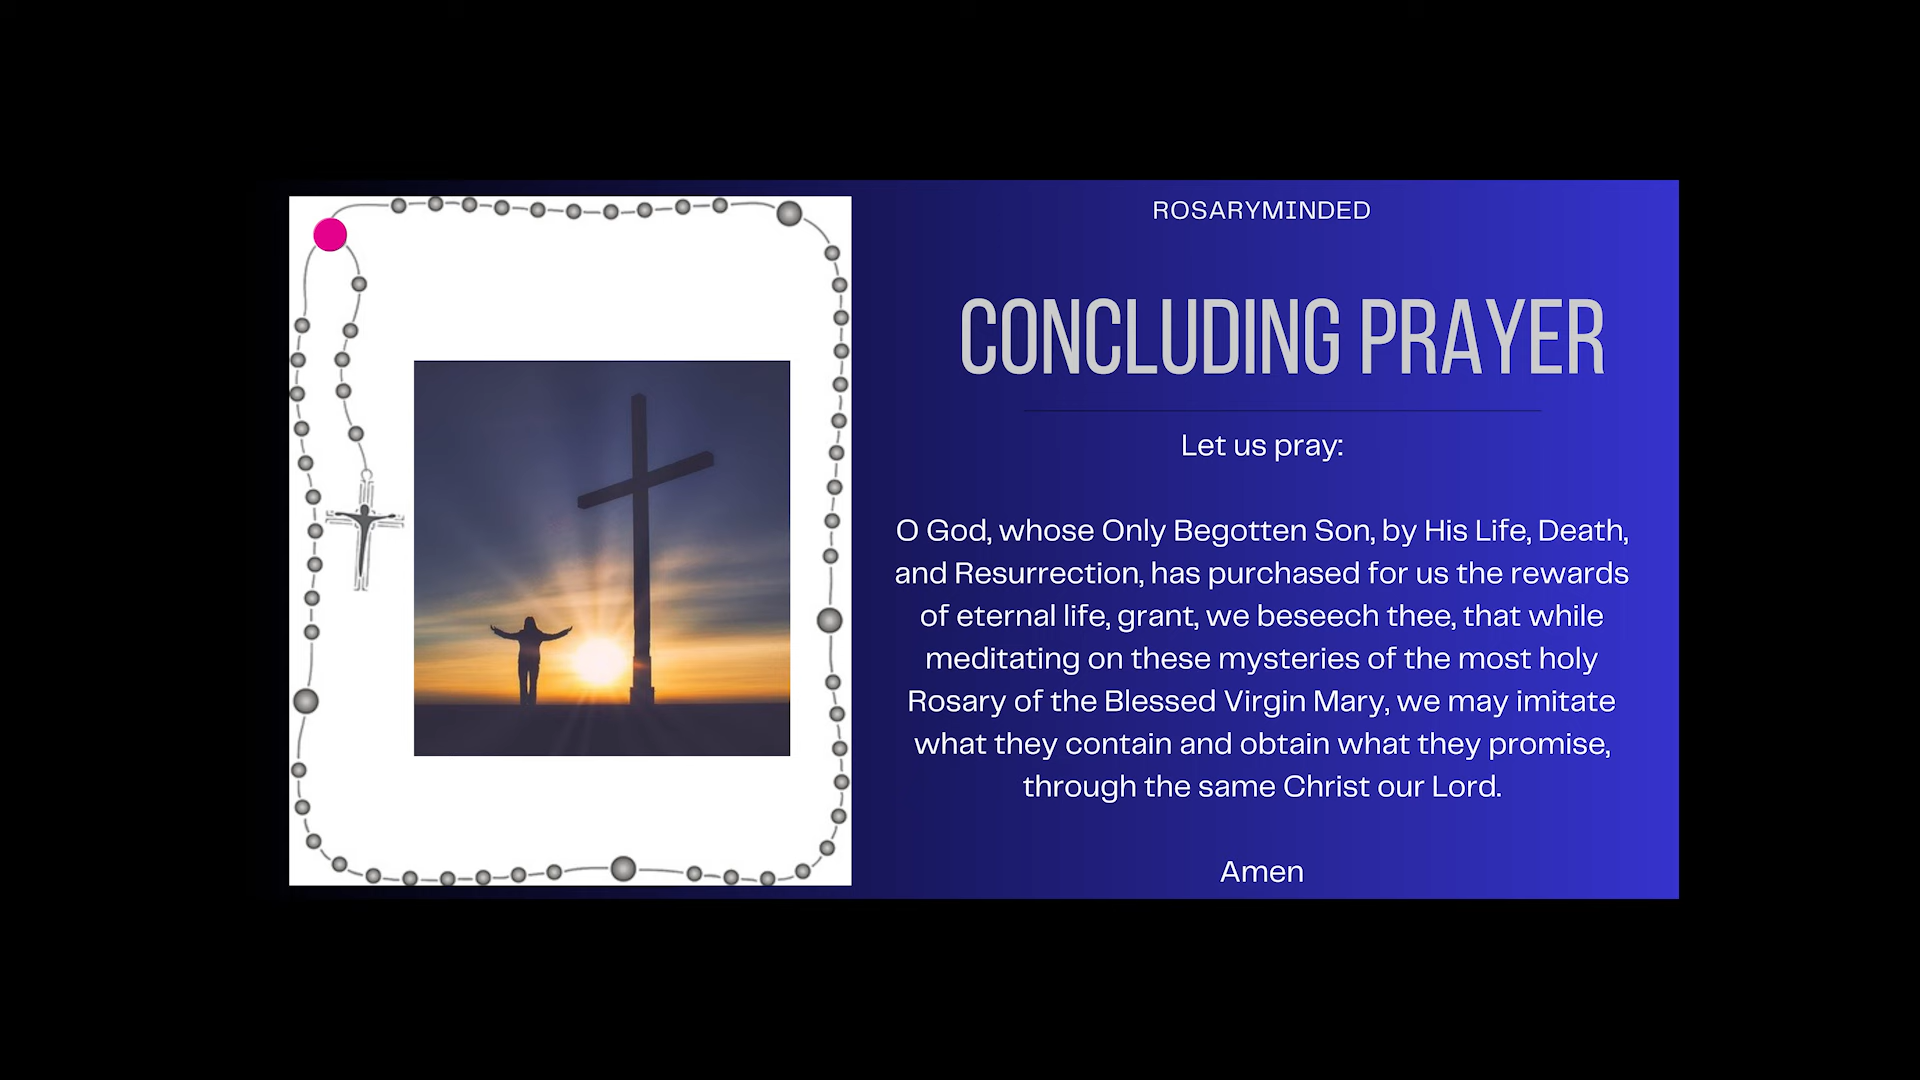 ROSARYMINDED
CONCLUDING PRAYER
Let us pray:
O God, whose Only Begotten Son, by His Life, Death,
and Resurrection, has purchased for us the rewards
of eternal life, grant, we beseech thee, that while
meditating on these mysteries of the most holy
Rosary of the Blessed Virgin Mary, we may imitate
what they contain and obtain what they promise,
through the same Christ our Lord.
Amen